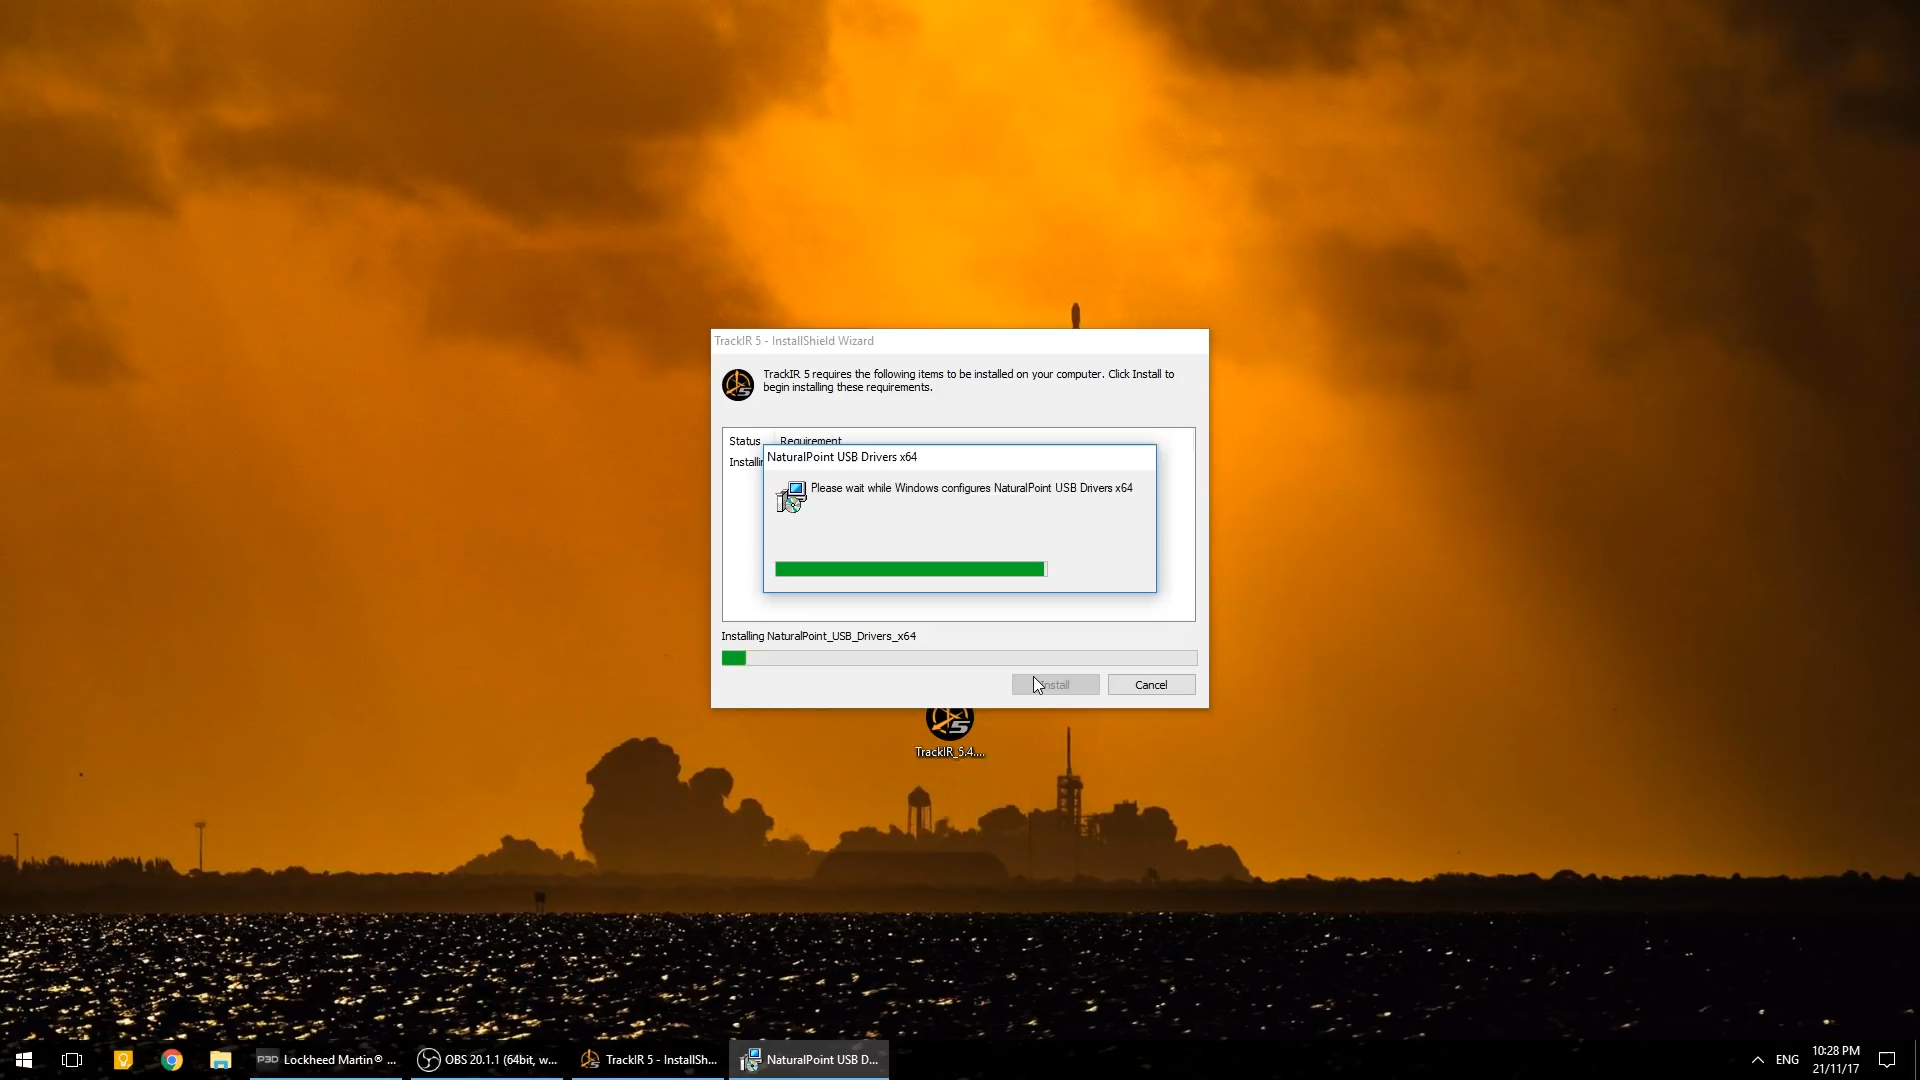 TrackIR 5 - InstallShield Wizard
TrackIR 5 requires the following items to be installed on your computer. Click Install to
begin installing these requirements.
Status Requirement
NaturalPoint USB Drivers x64
Please wait while Windows configures NaturalPoint USB Drivers x64
Installing NaturalPoint_USB_Drivers_x64
Cancel
TrackIR_5.4....
P3D Lockheed Martin® ...
OBS 20.1.1 (64bit, w...
TrackIR 5 - InstallSh...
NaturalPoint USB D...
ENG
10:28 PM
21/11/17